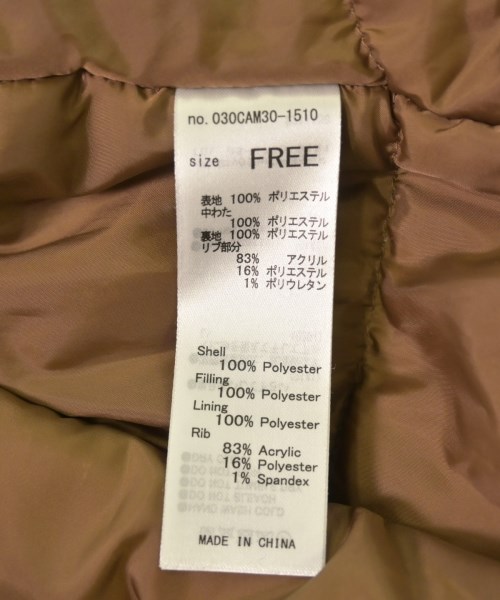 no. 030CAM30-1510
size FREE
表地 100% ポリエステル
中わた
100% ポリエステル
裏地 100% ポリエステル
リブ部分
83% アクリル
16% ポリエステル
1% ポリウレタン
Shell
100% Polyester
Filling
100% Polyester
Lining
100% Polyester
Rib
83% Acrylic
16% Polyester
1% Spandex
MADE IN CHINA